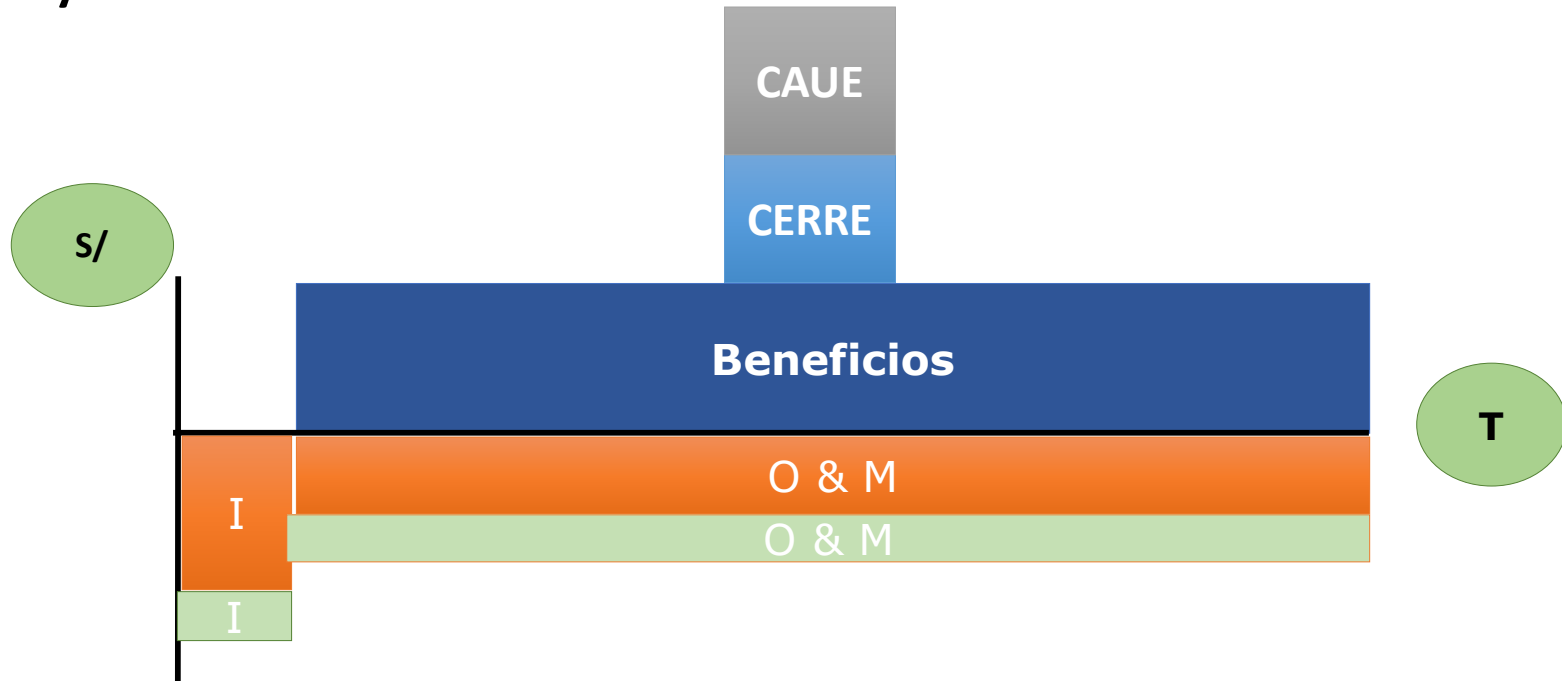 CAUE
CERRE
S/
Beneficios
T
O & M
I
O & M
I